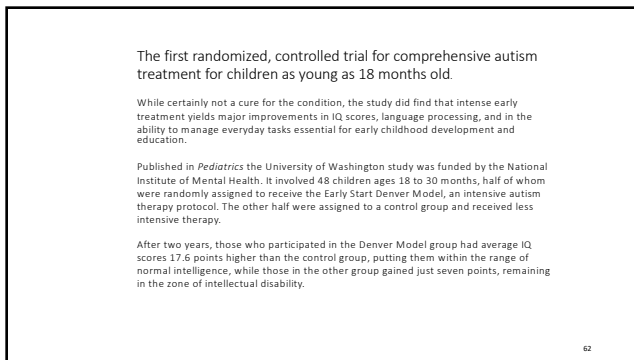 The first randomized, controlled trial for comprehensive autism
treatment for children as young as 18 months old.
While certainly not a cure for the condition, the study did find that intense early
treatment yields major improvements in IQ scores, language processing, and in the
ability to manage everyday tasks essential for early childhood development and
education.
Published in Pediatrics the University of Washington study was funded by the National
Institute of Mental Health. It involved 48 children ages 18 to 30 months, half of whom
were randomly assigned to receive the Early Start Denver Model, an intensive autism
therapy protocol. The other half were assigned to a control group and received less
intensive therapy.
After two years, those who participated in the Denver Model group had average IQ
scores 17.6 points higher than the control group, putting them within the range of
normal intelligence, while those in the other group gained just seven points, remaining
in the zone of intellectual disability.
62